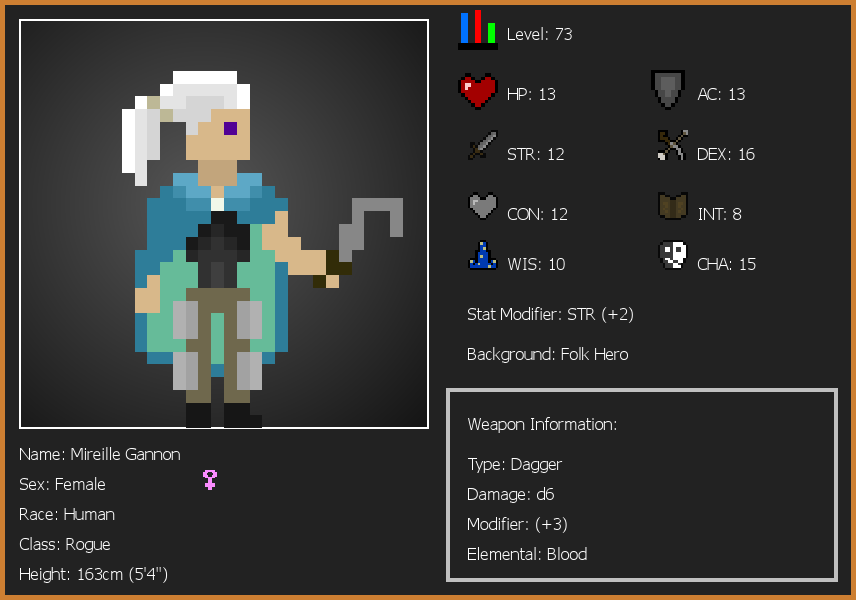 Level: 73
HP: 13
AC: 13
STR: 12
DEX: 16
CON: 12
INT: 8
WIS: 10
CHA: 15
Stat Modifier: STR (+2)
Background: Folk Hero
Weapon Information:
Type: Dagger
Damage: d6
Modifier: (+3)
Elemental: Blood
Name: Mireille Gannon
Sex: Female
Race: Human
Class: Rogue
Height: 163cm (5'4")